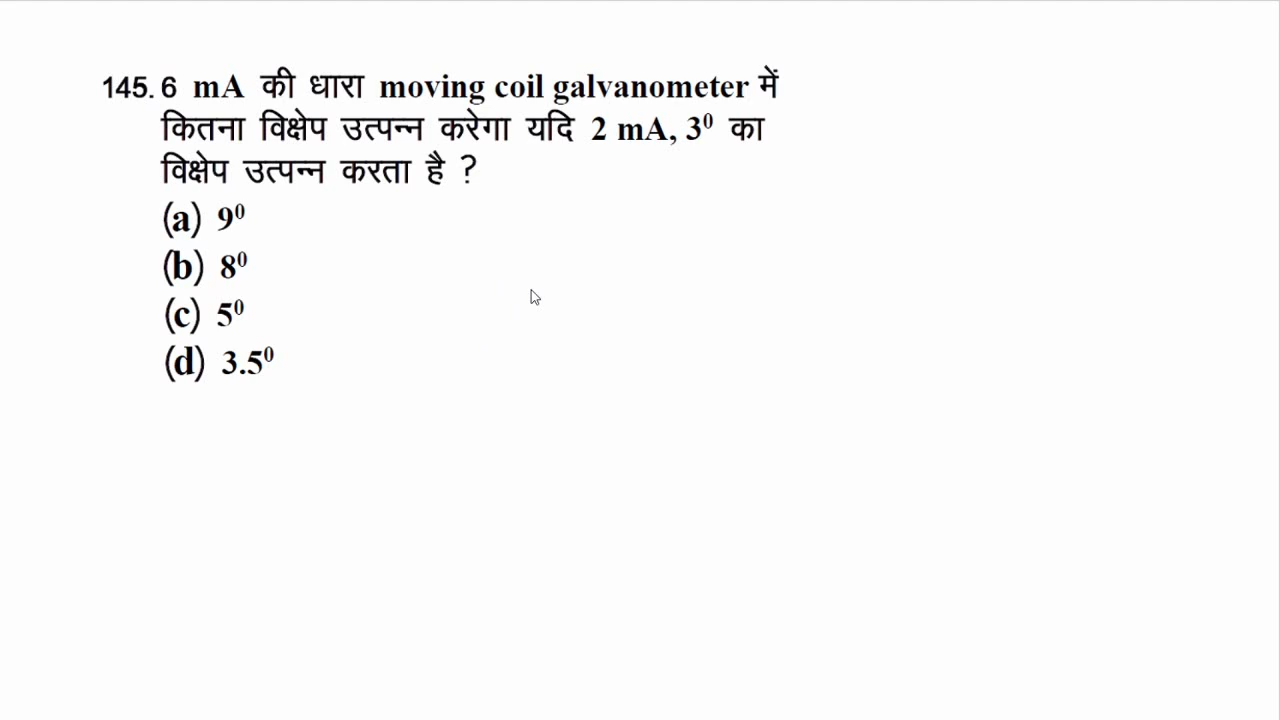 145. 6 mA की धारा moving coil galvanometer में
कितना विक्षेप उत्पन्न करेगा यदि 2 mA, 3⁰ का
विक्षेप उत्पन्न करता है ?
(a) 9⁰
(b) 8⁰
(c) 5⁰
(d) 3.5⁰